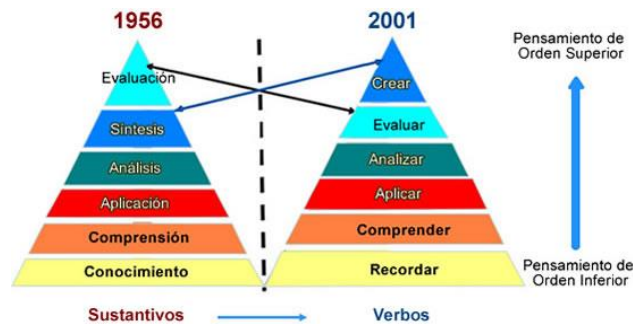 1956
2001
Pensamiento de
Orden Superior
Evaluación
Síntesis
Análisis
Aplicación
Comprensión
Conocimiento
Crear
Evaluar
Analizar
Aplicar
Comprender
Recordar
Pensamiento de
Orden Inferior
Sustantivos
Verbos